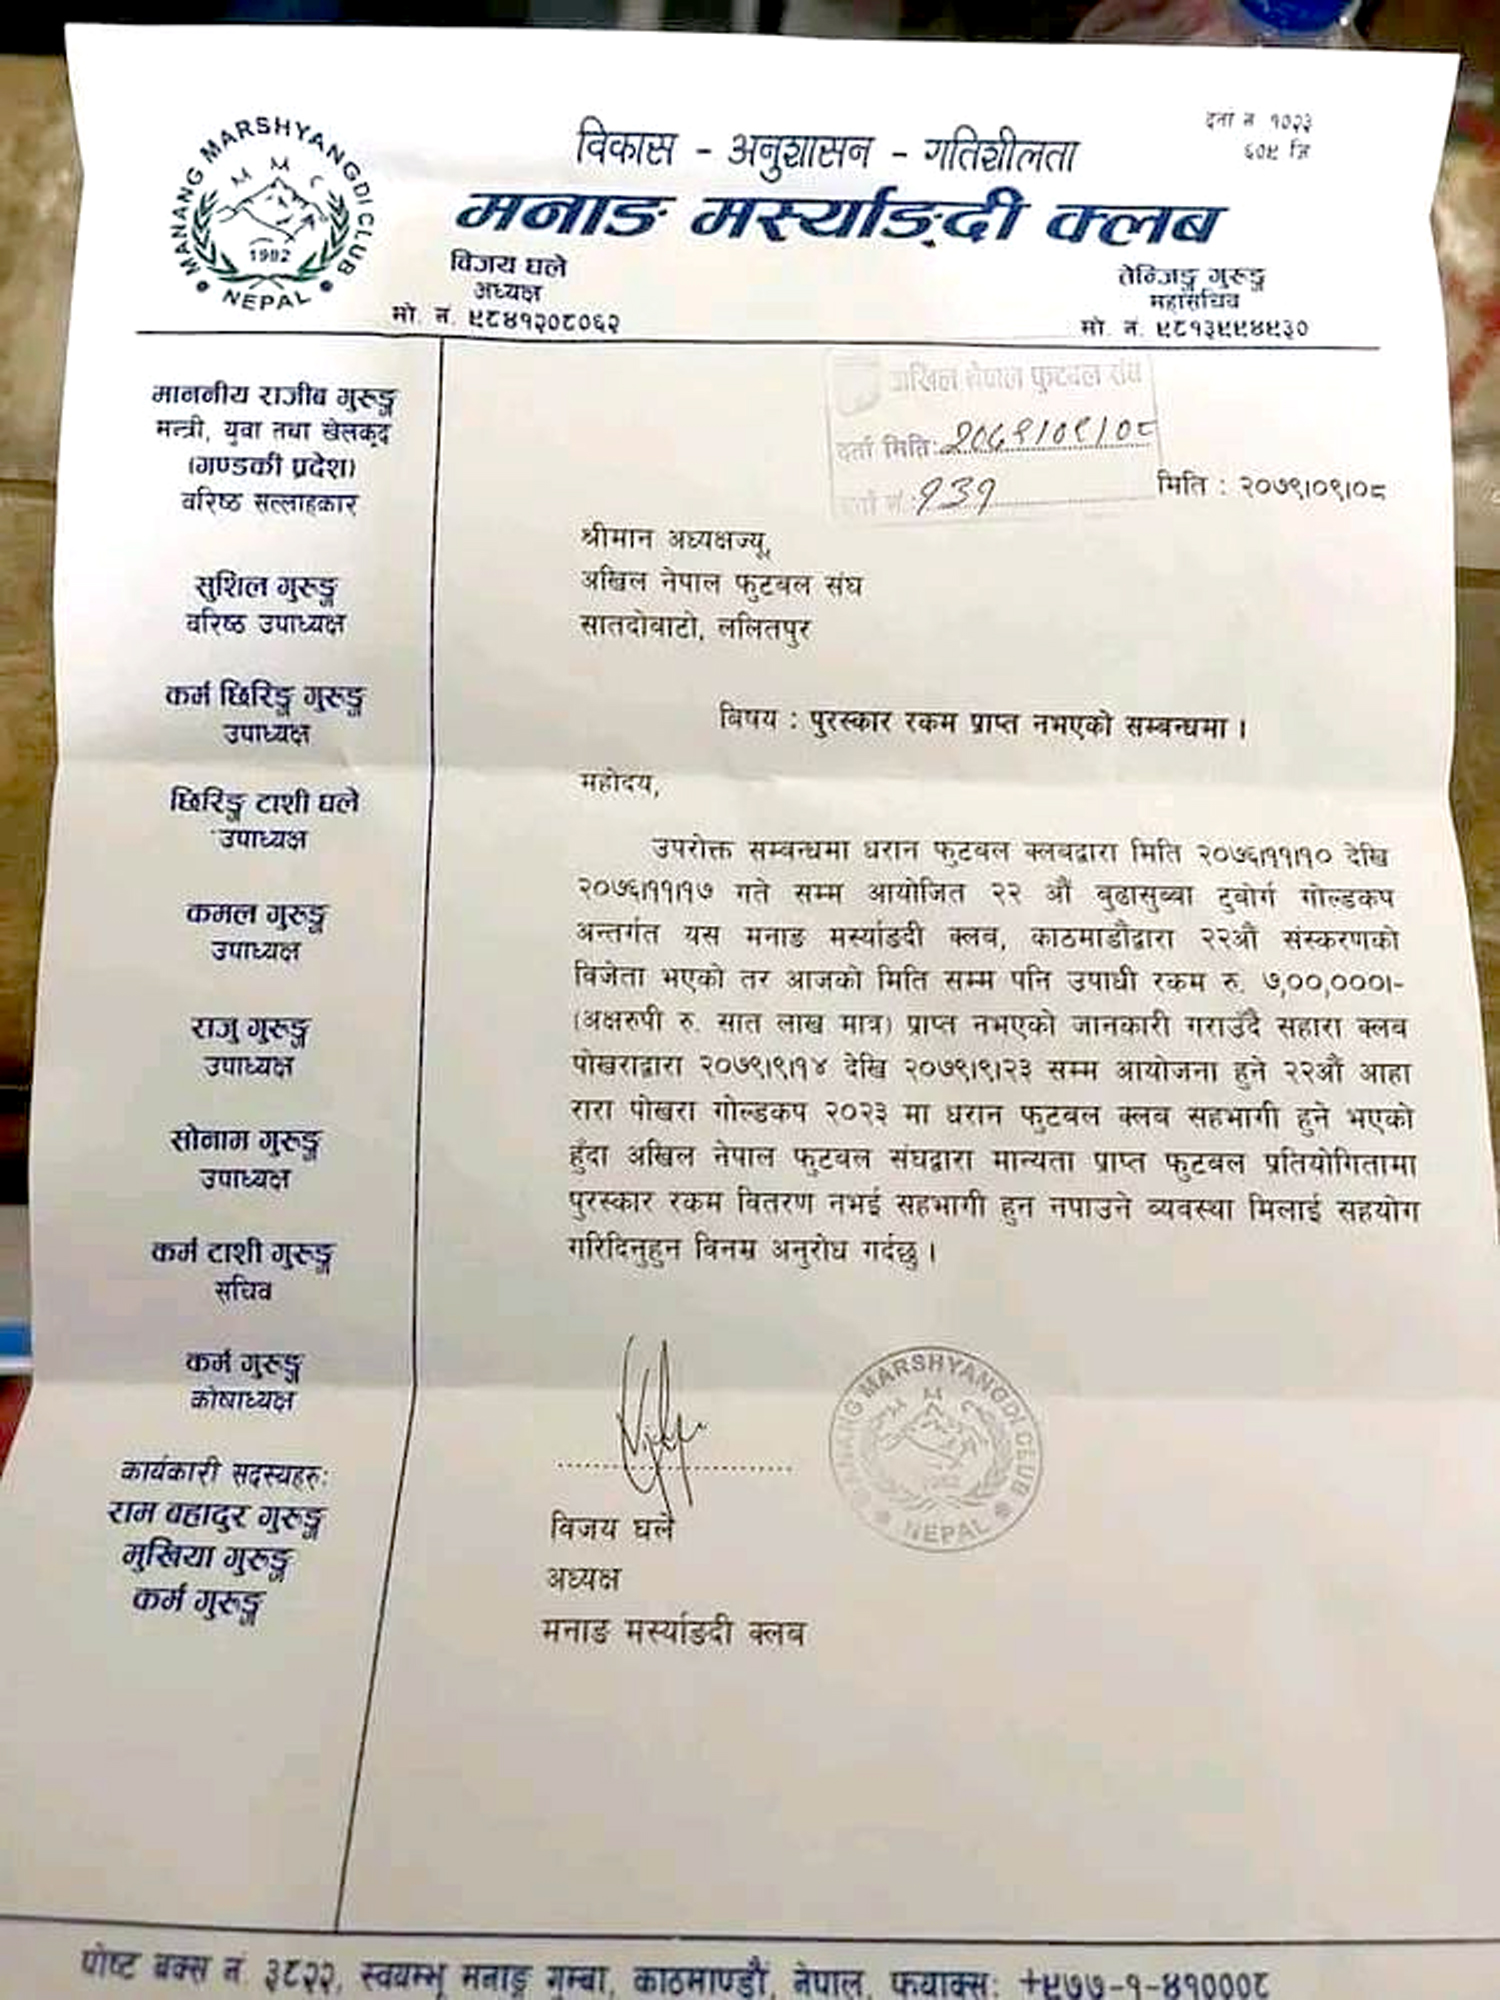 MANANG MARSHYANGDI CLUB
M M C
1982
NEPAL
दर्ता नं १०२३
विकास - अनुशासन - गतिशीलता
मनाङ मर्स्याङ्दी क्लब
विजय घले
अध्यक्ष
मो. नं. ९८४१२०८०६२
तेन्जिङ्ग गुरुङ्ग
महासचिव
मो. नं. ९८१३९९४९३०
माननीय राजीब गुरुङ्ग
मन्त्री, युवा तथा खेलकूद
(गण्डकी प्रदेश)
वरिष्ठ सल्लाहकार
सुशिल गुरुङ्ग
वरिष्ठ उपाध्यक्ष
कर्म छिरिङ्ग गुरुङ्ग
उपाध्यक्ष
छिरिङ्ग टाशी घले
उपाध्यक्ष
कमल गुरुङ्ग
उपाध्यक्ष
राजु गुरुङ्ग
उपाध्यक्ष
सोनाम गुरुङ्ग
उपाध्यक्ष
कर्म टाशी गुरुङ्ग
सचिव
कर्म गुरुङ्ग
कोषाध्यक्ष
कार्यकारी सदस्यहरु:
राम बहादुर गुरुङ्ग
मुखिया गुरुङ्ग
कर्म गुरुङ्ग
अखिल नेपाल फुटबल संघ
दर्ता मिति: २०७९/०९/०८
दर्ता नं.: १३१
मिति : २०७९।०९।०८
श्रीमान अध्यक्षज्यू,
अखिल नेपाल फुटबल संघ
सातदोबाटो, ललितपुर
विषय : पुरस्कार रकम प्राप्त नभएको सम्बन्धमा ।
महोदय,
उपरोक्त सम्बन्धमा धरान फुटबल क्लबद्वारा मिति २०७६।११।१० देखि
२०७६।११।१७ गते सम्म आयोजित २२ औं बुढासुब्बा टुबोर्ग गोल्डकप
अन्तर्गत यस मनाङ मर्स्याङदी क्लब, काठमाडौंद्वारा २२औं संस्करणको
विजेता भएको तर आजको मिति सम्म पनि उपाधी रकम रु. ७,००,०००।-
(अक्षरुपी रु. सात लाख मात्र) प्राप्त नभएको जानकारी गराउँदै सहारा क्लब
पोखराद्वारा २०७९।९।१४ देखि २०७९।९।२३ सम्म आयोजना हुने २२औं आहा
रारा पोखरा गोल्डकप २०२३ मा धरान फुटबल क्लब सहभागी हुने भएको
हुँदा अखिल नेपाल फुटबल संघद्वारा मान्यता प्राप्त फुटबल प्रतियोगितामा
पुरस्कार रकम वितरण नभई सहभागी हुन नपाउने व्यवस्था मिलाई सहयोग
गरिदिनुहुन विनम्र अनुरोध गर्दछु ।
विजय घले
अध्यक्ष
मनाङ मर्स्याङदी क्लब
MANANG MARSHYANGDI CLUB
M M C
1982
NEPAL
पोष्ट बक्स नं. ३८२२, स्वयम्भू मनाङ्ग गुम्बा, काठमाण्डौं, नेपाल, फ्याक्स: +९७७-१-४१०००८